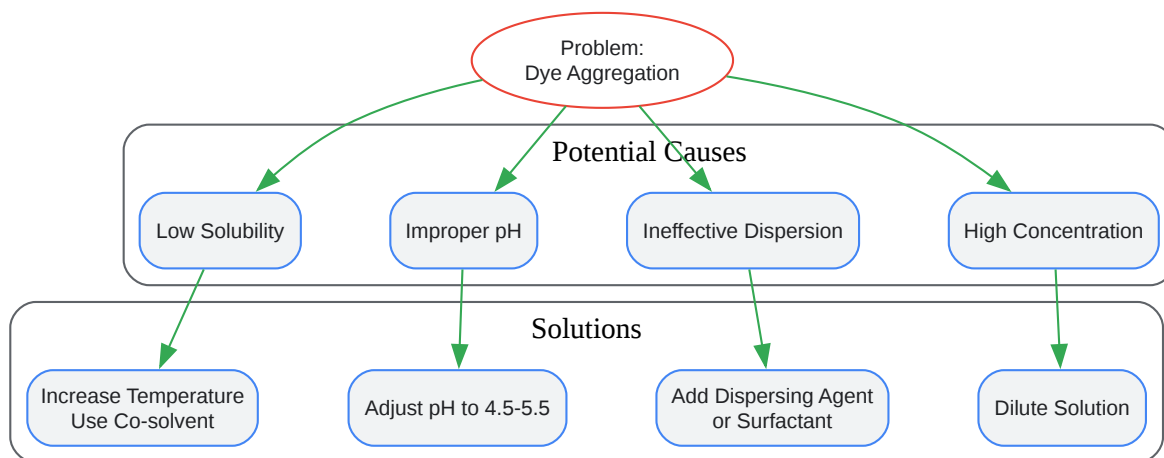 Problem:
Dye Aggregation
Potential Causes
Low Solubility
Improper pH
Ineffective Dispersion
High Concentration
Solutions
Increase Temperature
Use Co-solvent
Adjust pH to 4.5-5.5
Add Dispersing Agent
or Surfactant
Dilute Solution